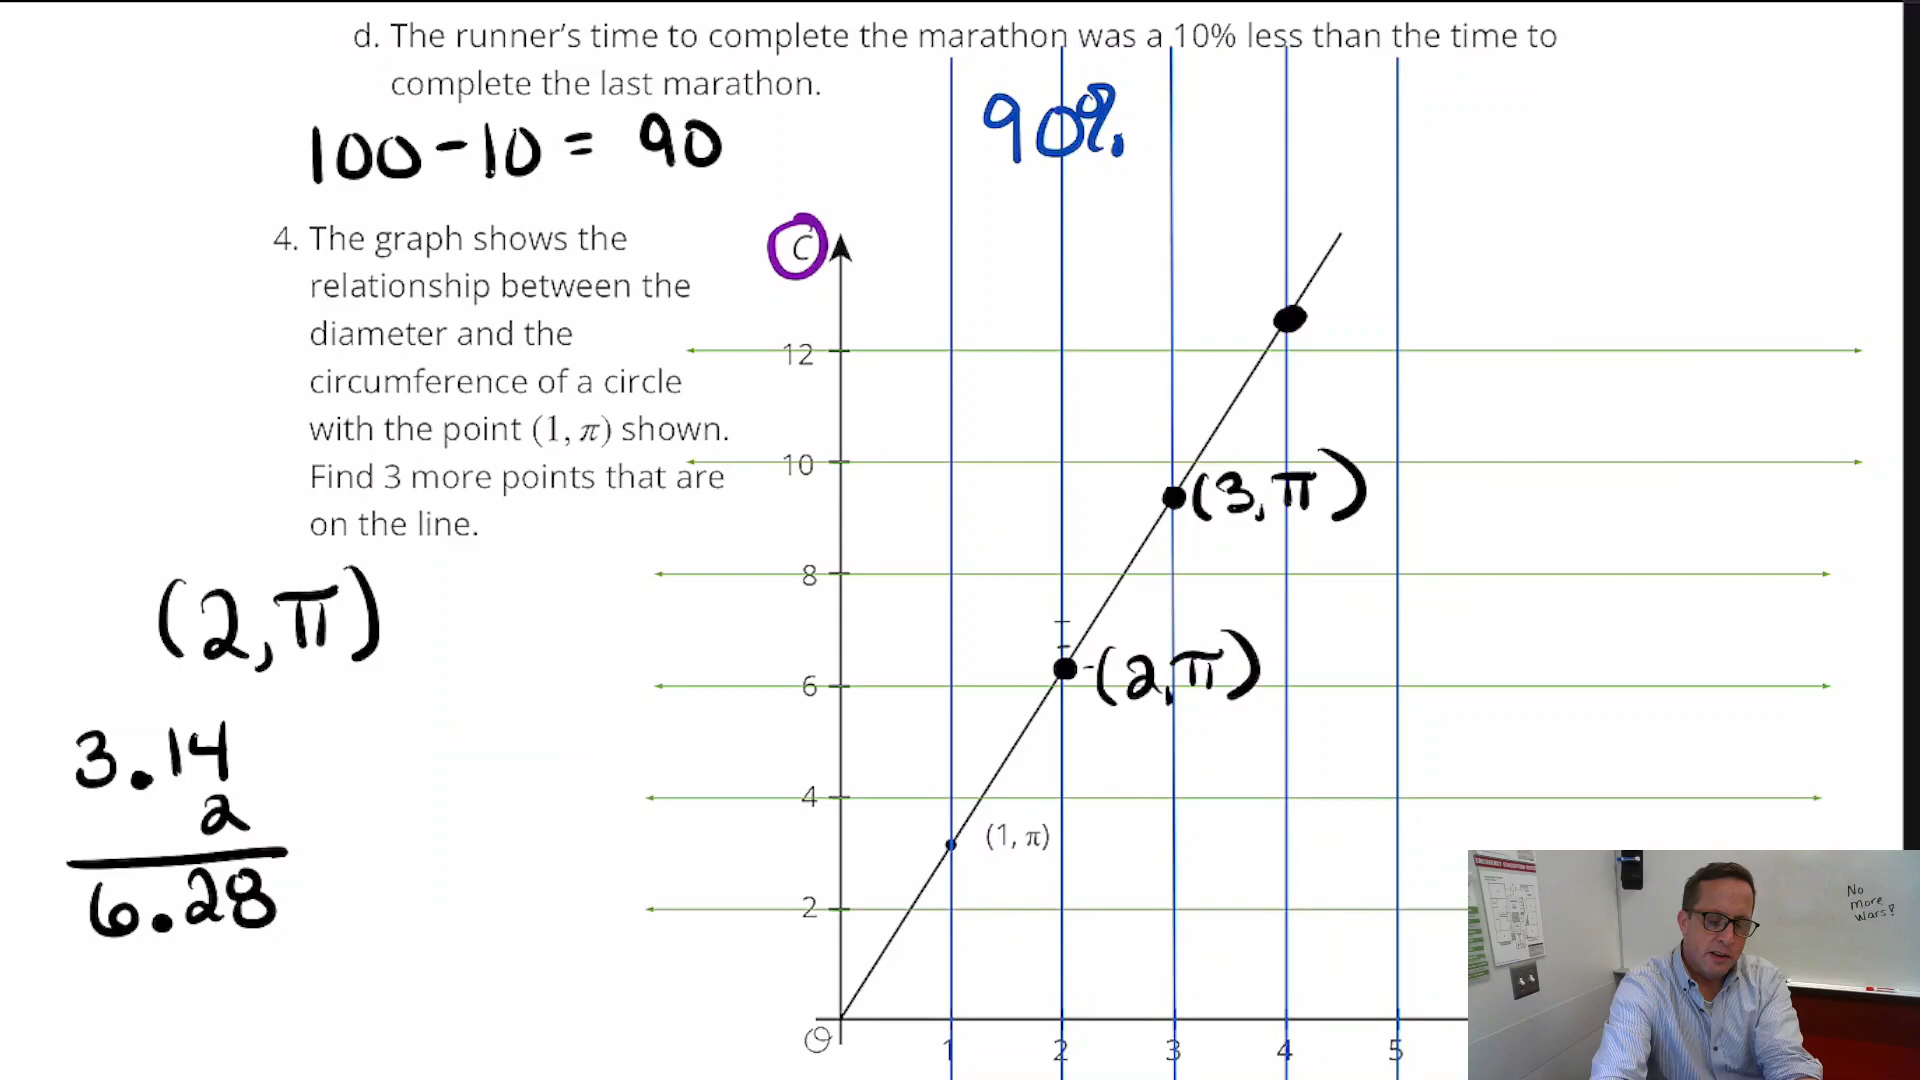 d. The runner's time to complete the marathon was a 10% less than the time to
complete the last marathon.
100 - 10 = 90
90%
4. The graph shows the
relationship between the
diameter and the
circumference of a circle
with the point (1, π) shown.
Find 3 more points that are
on the line.
(2, π)
3.14
2
6.28
C
12
10
8
6
4
2
(3, π)
(2, π)
(1, π)
O
1 2 3 4 5
No
more
wars!